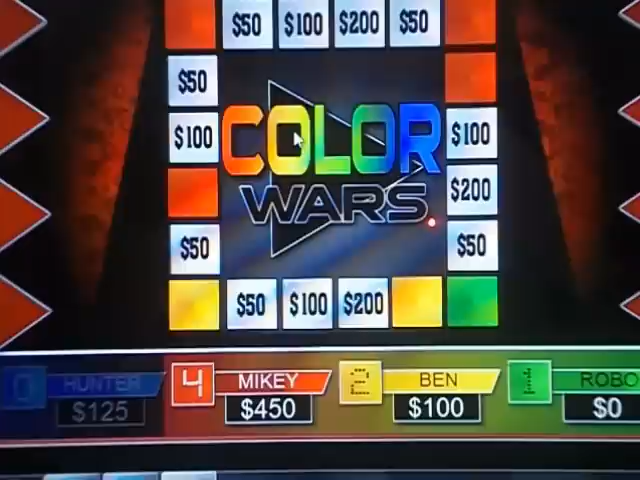 $50 $100 $200 $50
$50
$100 COLOR $100
WARS. $200
$50 $50
$50 $100 $200
0 HUNTER 4 MIKEY 2 BEN 1 ROBO
$125 $450 $100 $0